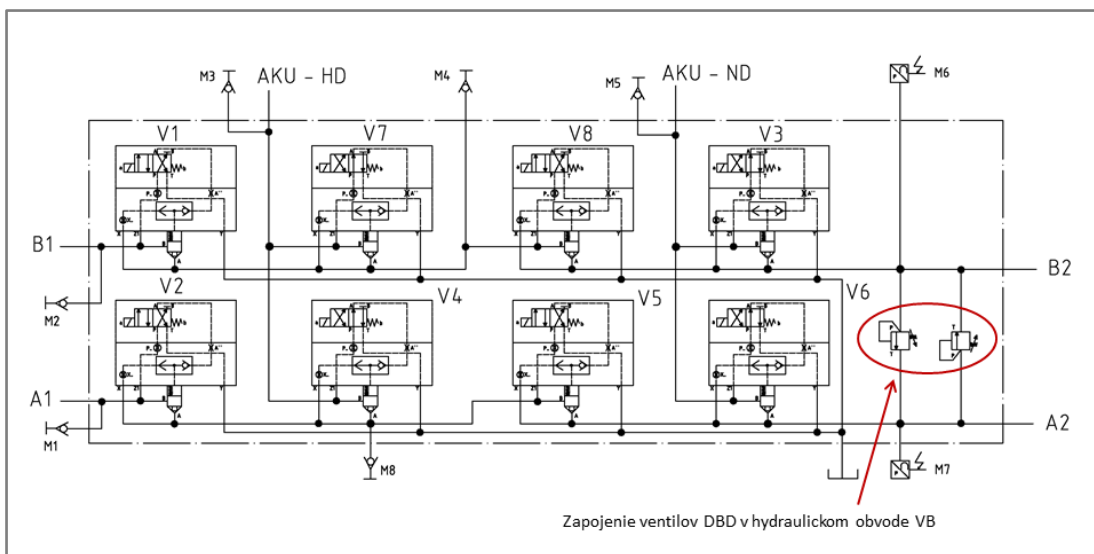 M3
AKU - HD
M4
M5
AKU - ND
M6
V1
V7
V8
V3
B1
B2
M2
V2
V4
V5
V6
A1
A2
M1
M8
M7
Zapojenie ventilov DBD v hydraulickom obvode VB